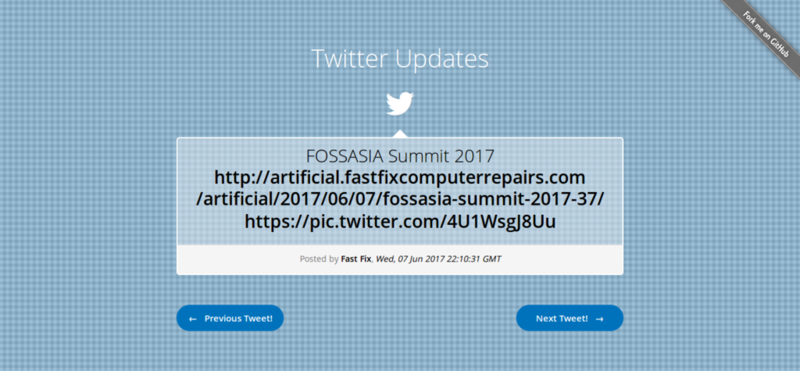 Fork me on GitHub
Twitter Updates
FOSSASIA Summit 2017
http://artificial.fastfixcomputerrepairs.com
/artificial/2017/06/07/fossasia-summit-2017-37/
https://pic.twitter.com/4U1WsgJ8Uu
Posted by Fast Fix, Wed, 07 Jun 2017 22:10:31 GMT
← Previous Tweet!
Next Tweet! →